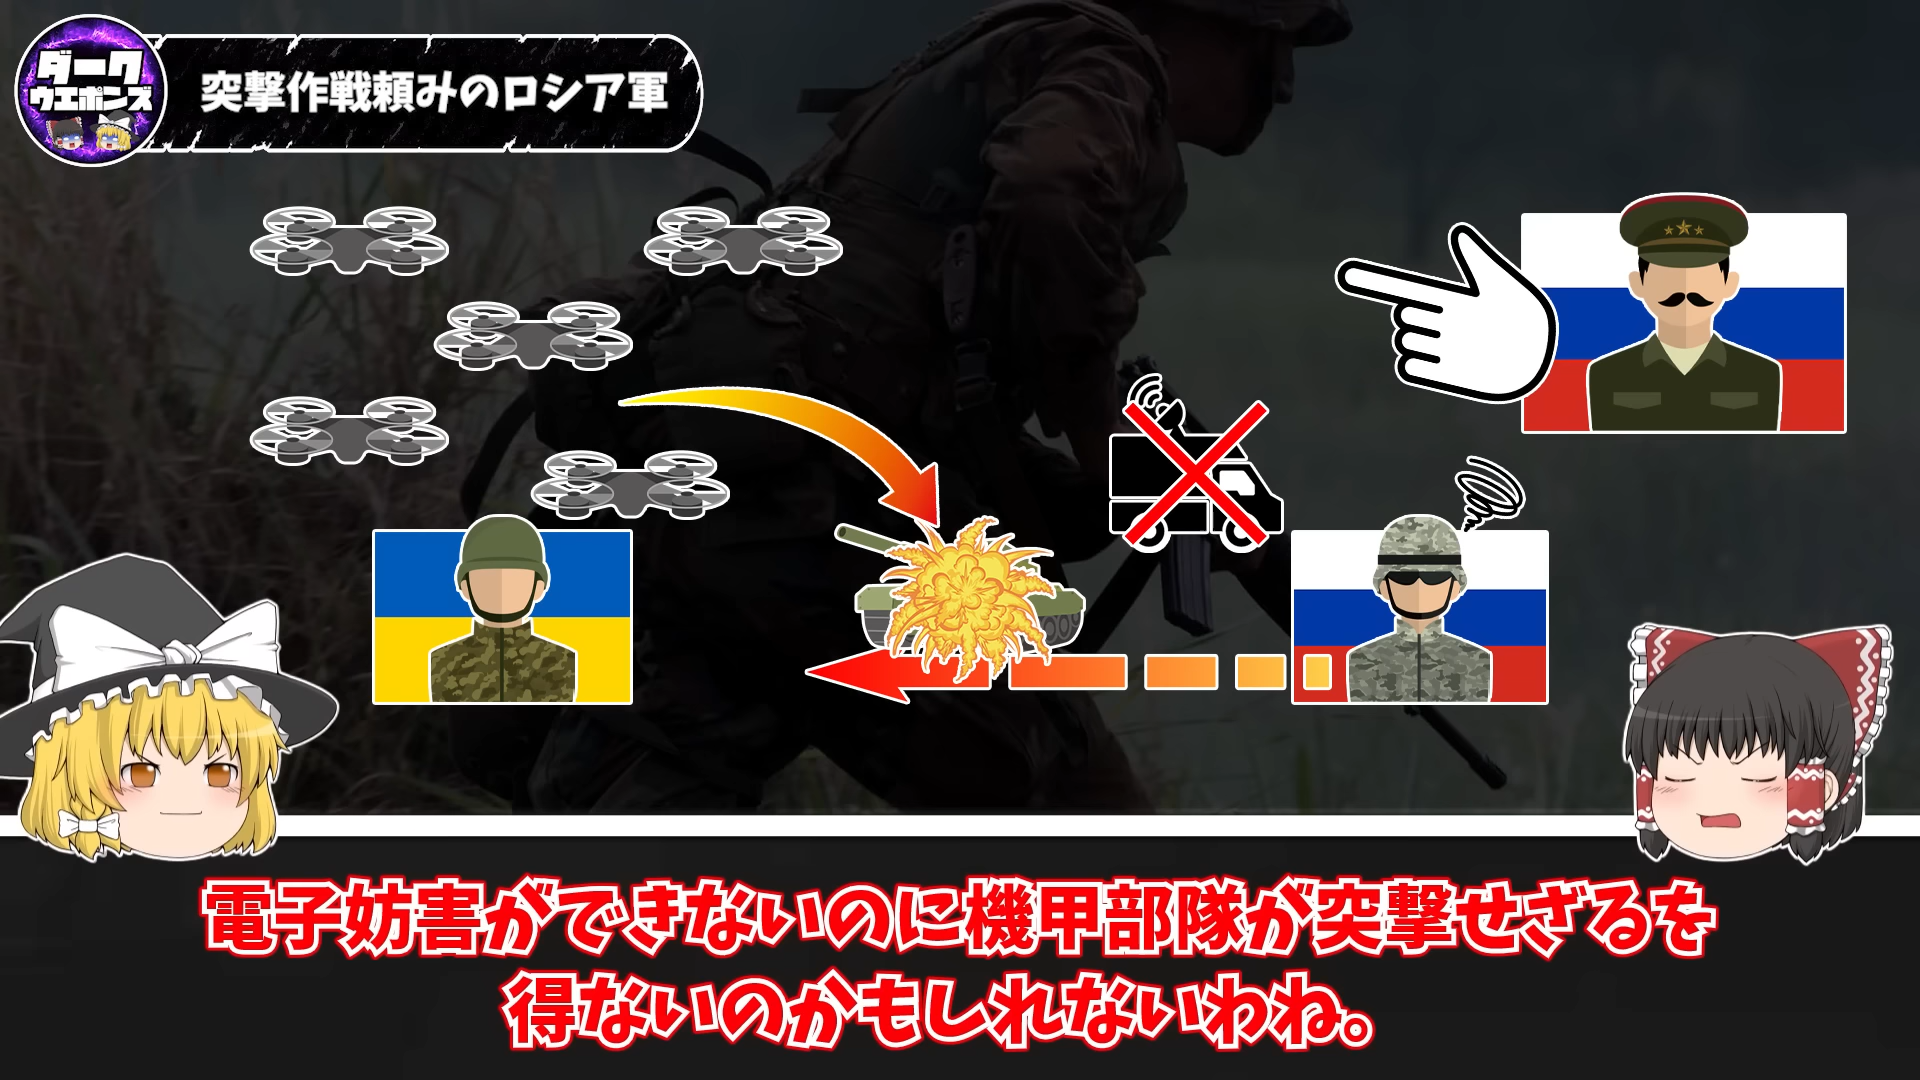 ダーク
ウエポンズ
突撃作戦頼みのロシア軍
電子妨害ができないのに機甲部隊が突撃せざるを
得ないのかもしれないわね。